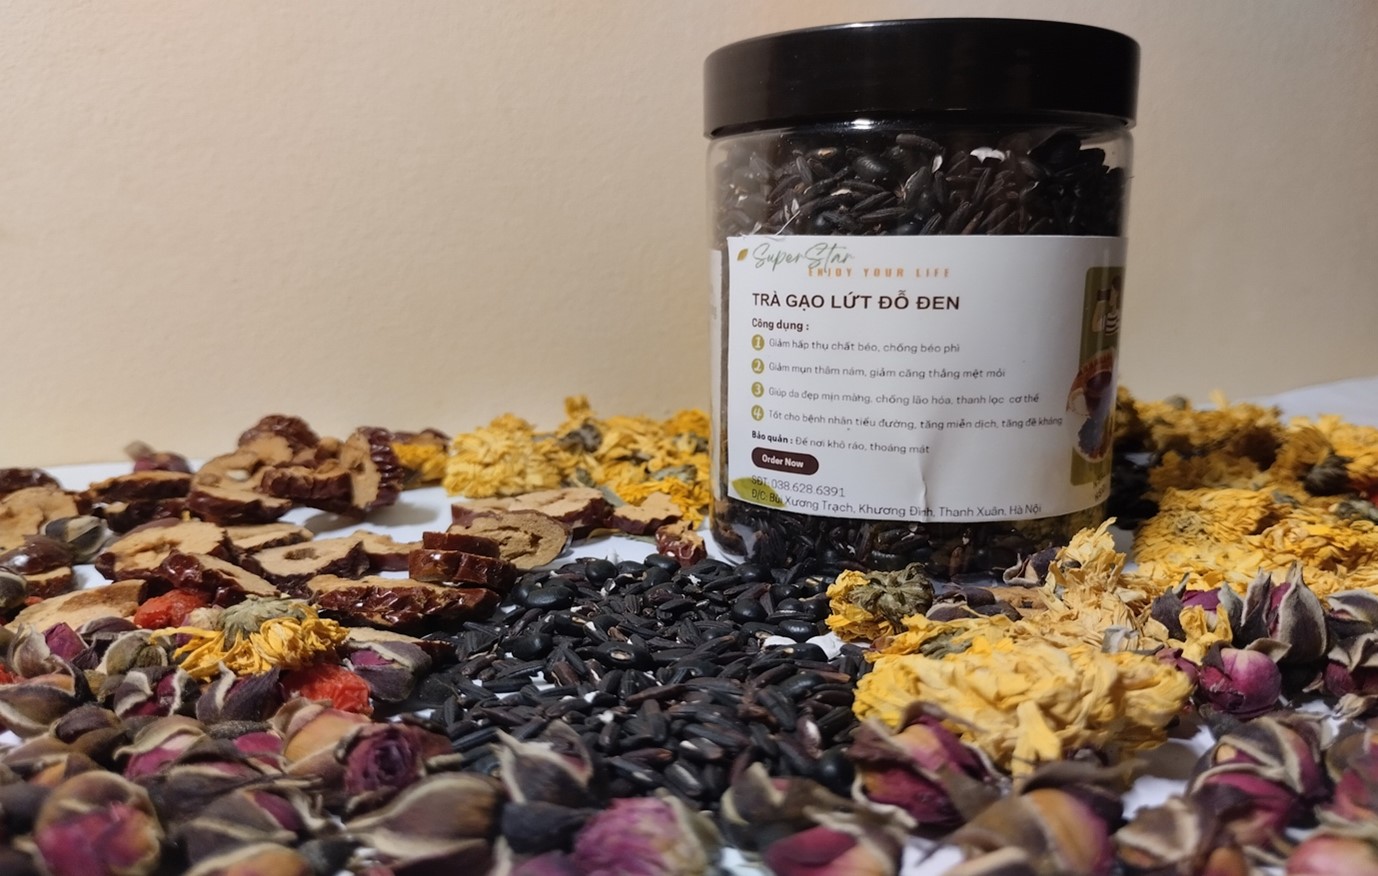 SuperStar
ENJOY YOUR LIFE
TRÀ GẠO LỨT ĐỖ ĐEN
Công dụng :
1 Giảm hấp thụ chất béo, chống béo phì
2 Giảm mụn thâm nám, giảm căng thẳng mệt mỏi
3 Giúp da đẹp mịn màng, chống lão hóa, thanh lọc cơ thể
4 Tốt cho bệnh nhân tiểu đường, tăng miễn dịch, tăng đề kháng
Bảo quản : Để nơi khô ráo, thoáng mát
Order Now
SĐT: 038.628.6391
Đ/C: Bùi Xương Trạch, Khương Đình, Thanh Xuân, Hà Nội